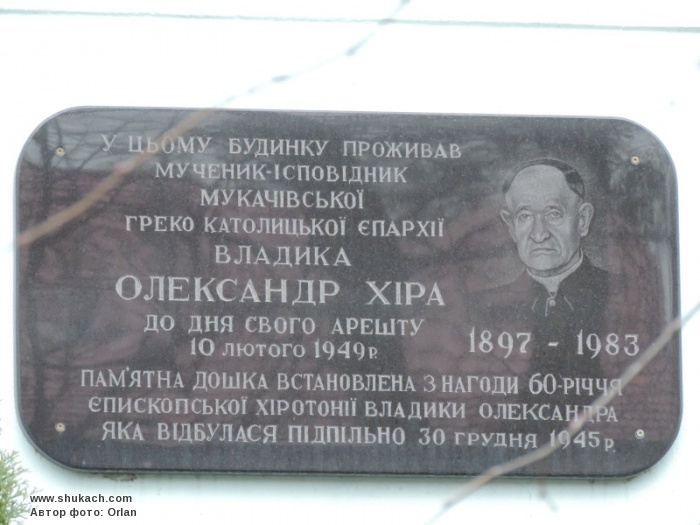 У ЦЬОМУ БУДИНКУ ПРОЖИВАВ
МУЧЕНИК-ІСПОВІДНИК
МУКАЧІВСЬКОЇ
ГРЕКО КАТОЛИЦЬКОЇ ЄПАРХІЇ
ВЛАДИКА
ОЛЕКСАНДР ХІРА
ДО ДНЯ СВОГО АРЕШТУ
10 ЛЮТОГО 1949 р.
1897 - 1983
ПАМ'ЯТНА ДОШКА ВСТАНОВЛЕНА З НАГОДИ 60-РІЧЧЯ
ЄПИСКОПСЬКОЇ ХІРОТОНІЇ ВЛАДИКИ ОЛЕКСАНДРА
ЯКА ВІДБУЛАСЯ ПІДПІЛЬНО 30 ГРУДНЯ 1945 р.
www.shukach.com
Автор фото: Orlan